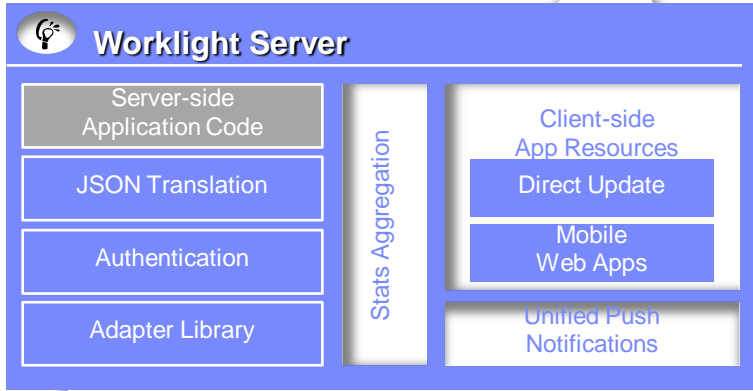 Worklight Server
Server-side
Application Code
JSON Translation
Authentication
Adapter Library
Stats Aggregation
Client-side
App Resources
Direct Update
Mobile
Web Apps
Unified Push
Notifications